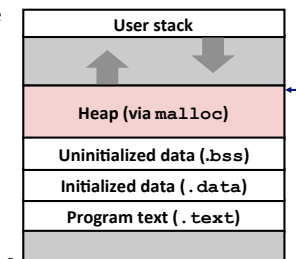 User stack
Heap (via malloc)
Uninitialized data (.bss)
Initialized data (.data)
Program text (.text)